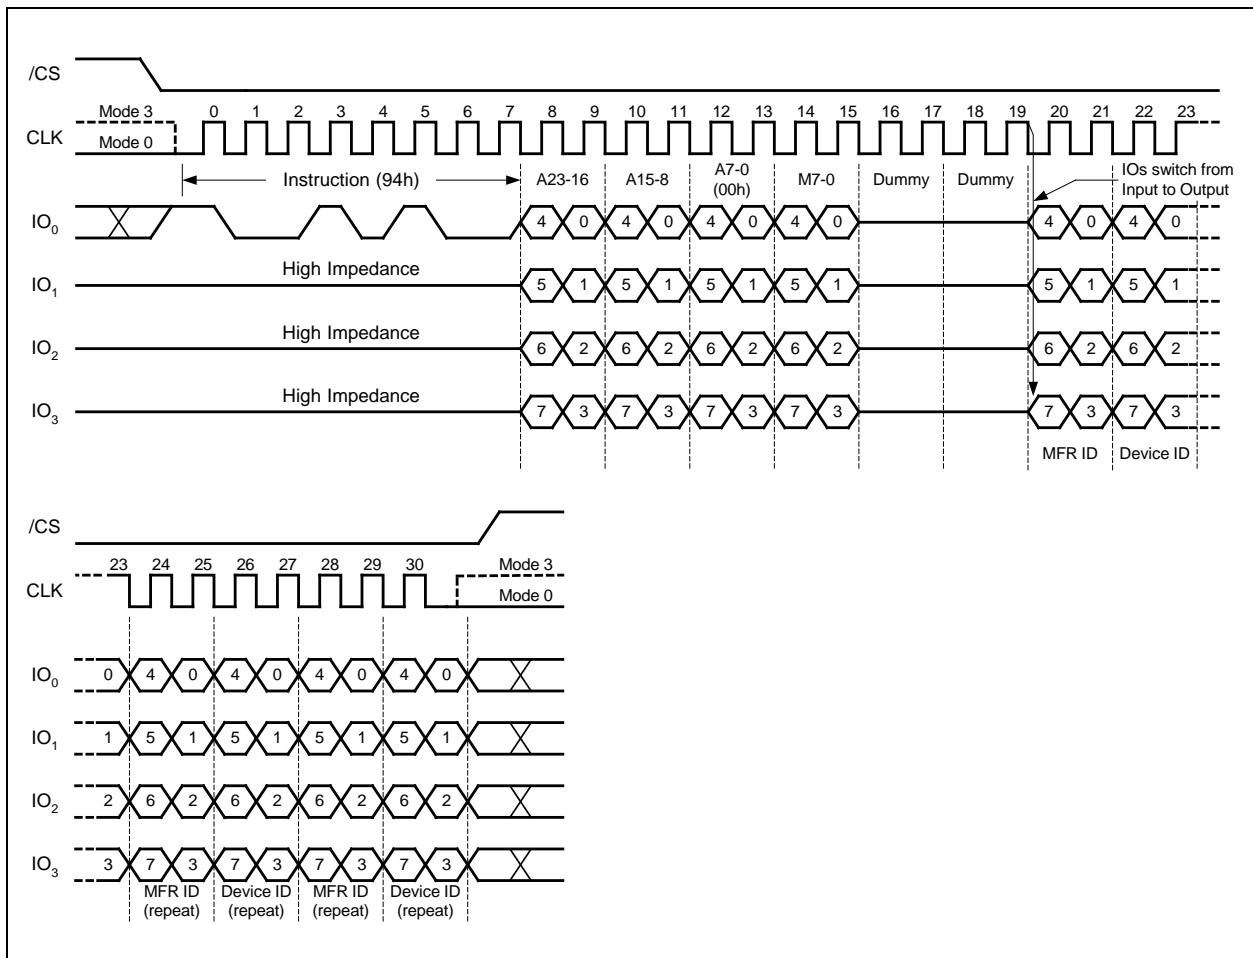 /CS
Mode 3 0 1 2 3 4 5 6 7 8 9 10 11 12 13 14 15 16 17 18 19 20 21 22 23
CLK Mode 0
Instruction (94h) A23-16 A15-8 A7-0 (00h) M7-0 Dummy Dummy IOs switch from Input to Output
IO0 4 0 4 0 4 0 4 0 4 0 4 0
High Impedance
IO1 5 1 5 1 5 1 5 1 5 1 5 1
High Impedance
IO2 6 2 6 2 6 2 6 2 6 2 6 2
High Impedance
IO3 7 3 7 3 7 3 7 3 7 3 7 3
MFR ID Device ID
/CS
23 24 25 26 27 28 29 30 Mode 3
CLK Mode 0
IO0 0 4 0 4 0 4 0 4 0
IO1 1 5 1 5 1 5 1 5 1
IO2 2 6 2 6 2 6 2 6 2
IO3 3 7 3 7 3 7 3 7 3
MFR ID Device ID MFR ID Device ID
(repeat) (repeat) (repeat) (repeat)